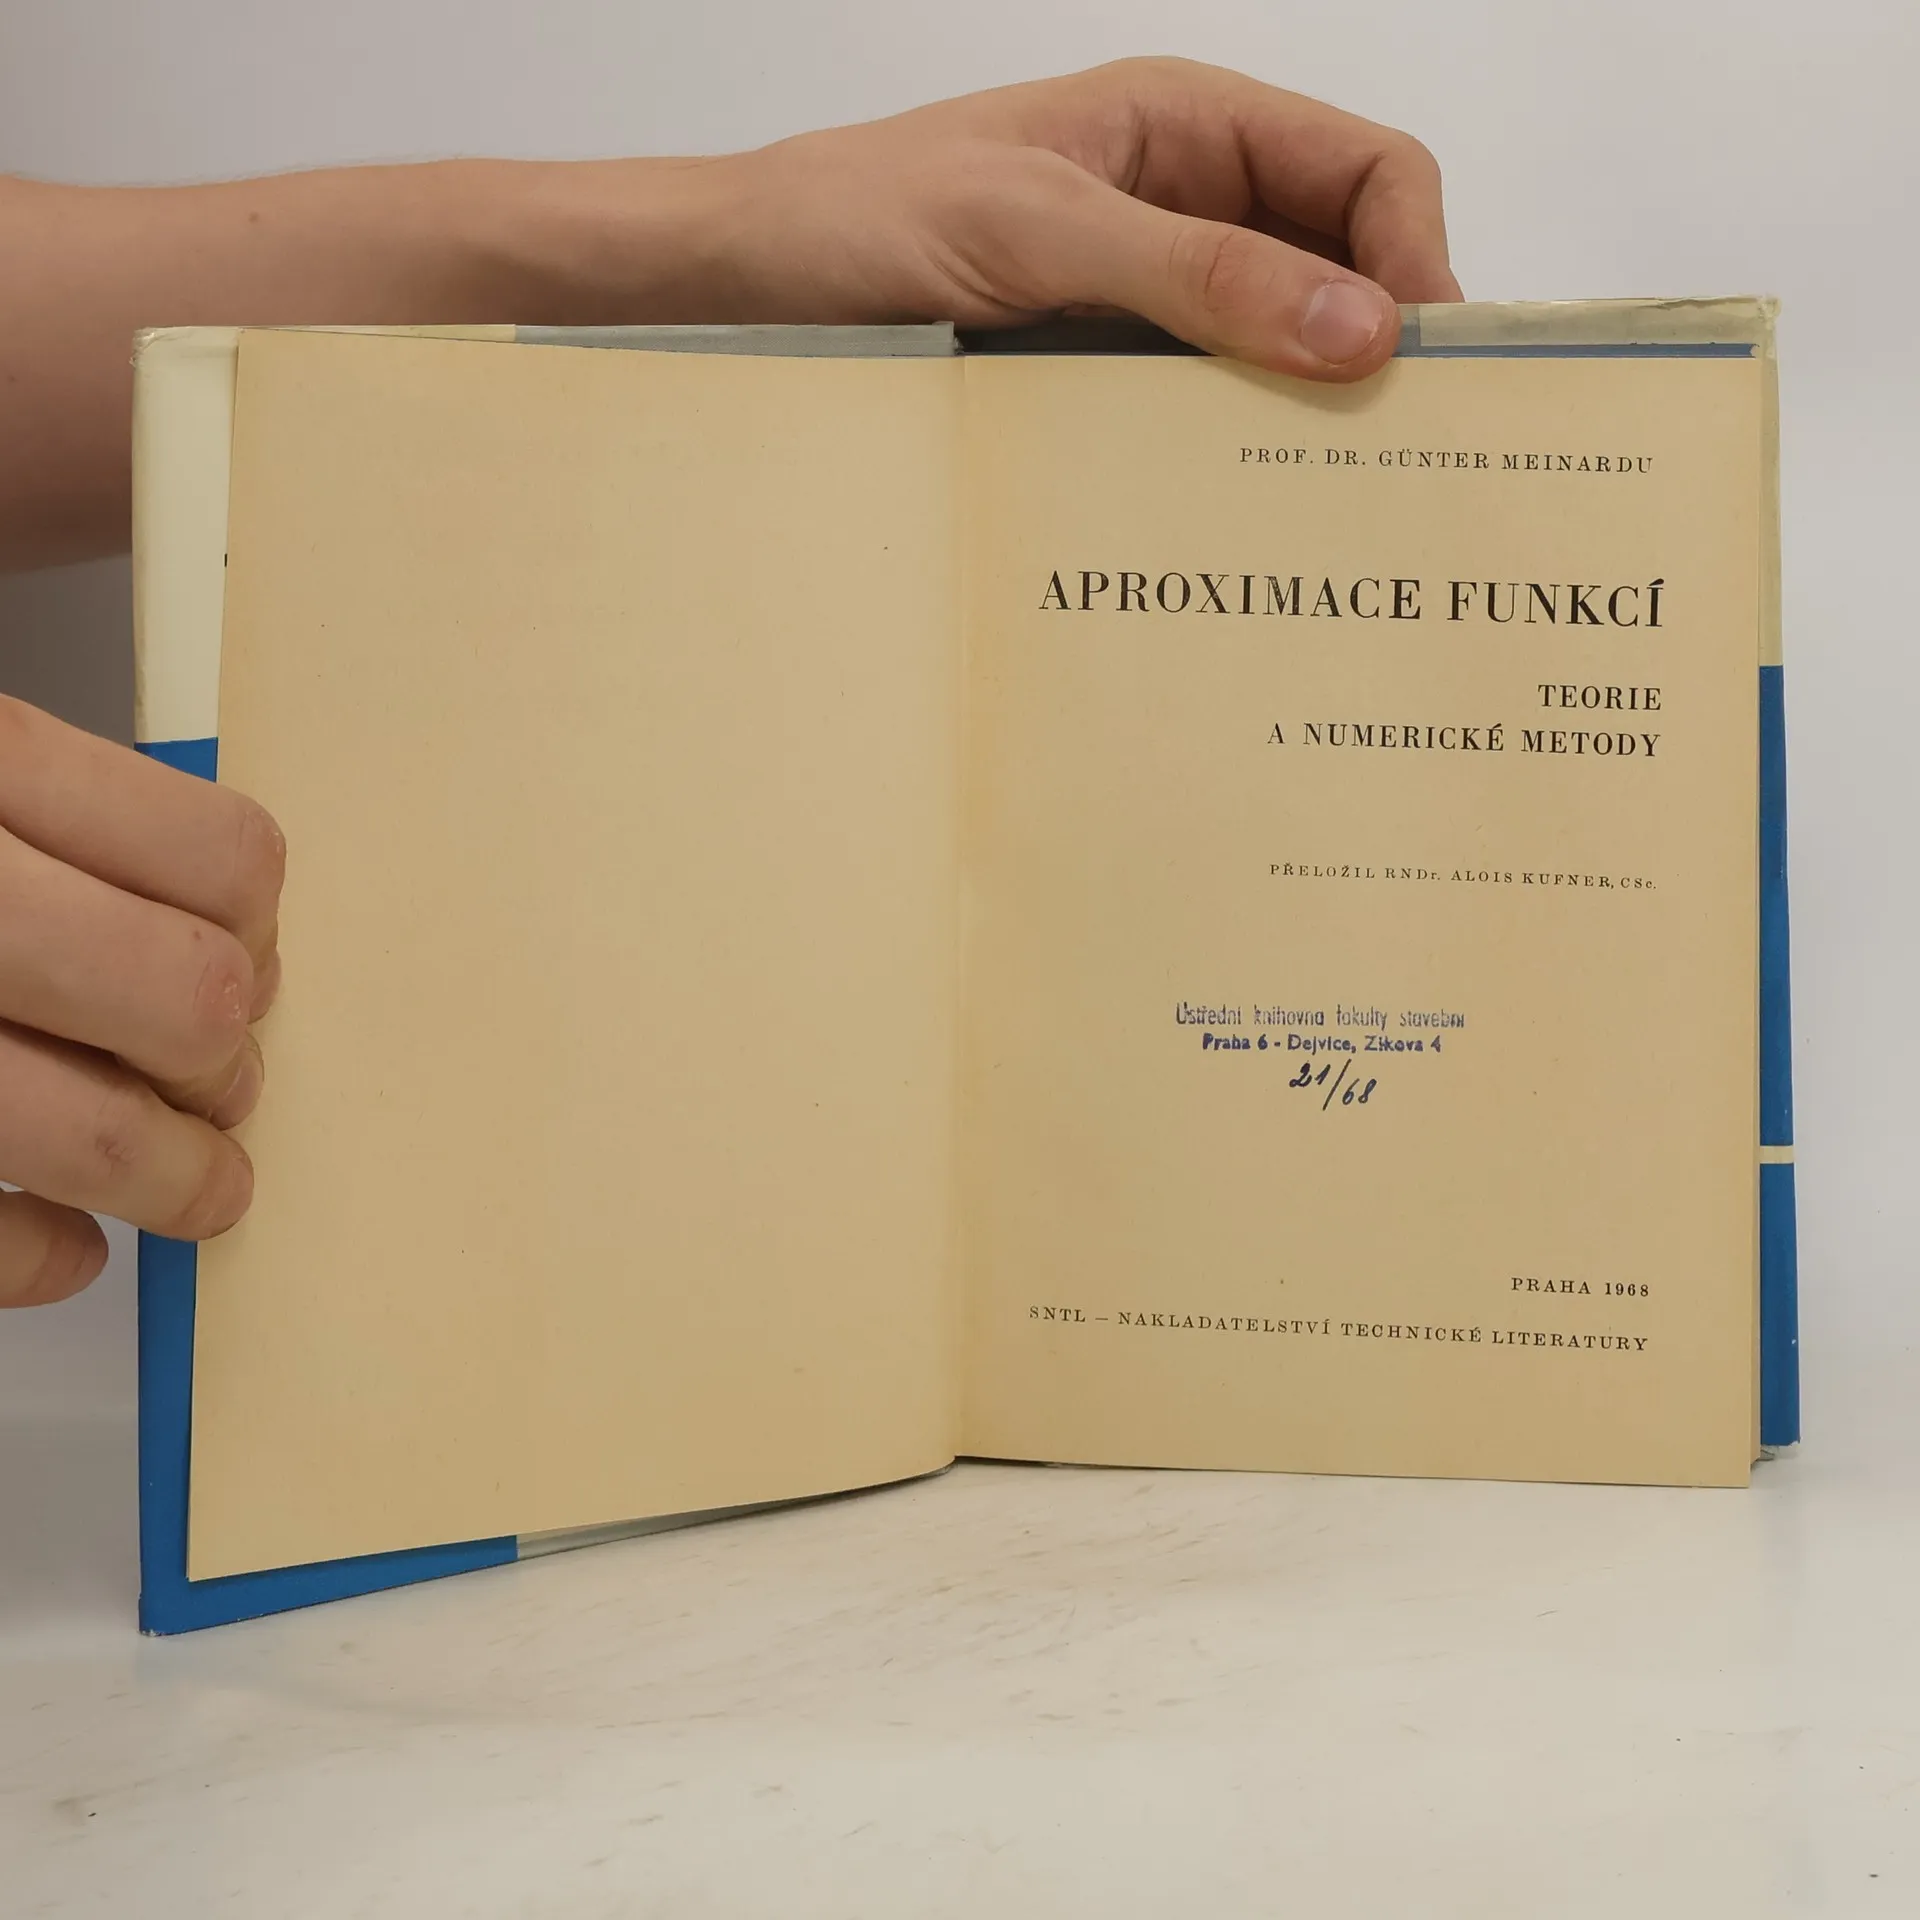 PROF. DR. GÜNTER MEINARDU
APROXIMACE FUNKCÍ
TEORIE
A NUMERICKÉ METODY
PŘELOŽIL RNDr. ALOIS KUFNER, CSc.
Ústřední knihovna fakulty stavební
Praha 6 - Dejvice, Zikova 4
21/68
PRAHA 1968
SNTL – NAKLADATELSTVÍ TECHNICKÉ LITERATURY